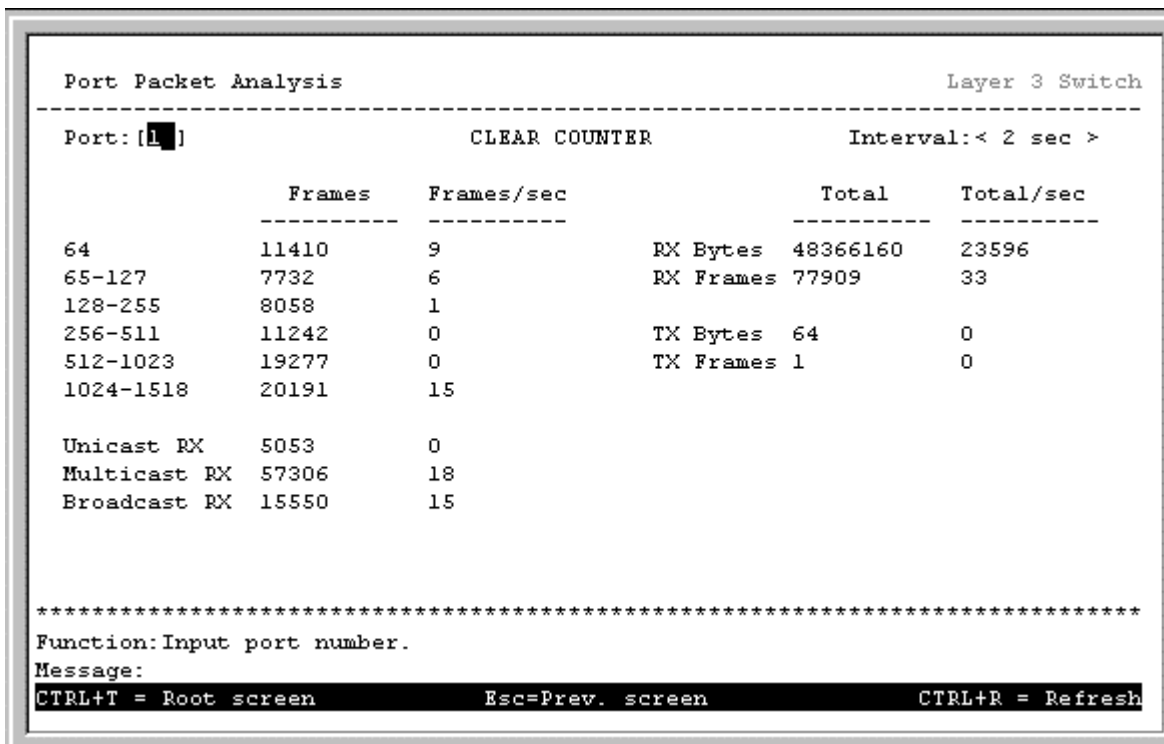 Port Packet Analysis Layer 3 Switch
--------------------------------------------------------------------------------
Port:[1 ] CLEAR COUNTER Interval:< 2 sec >
Frames Frames/sec Total Total/sec
---------- ---------- ---------- ----------
64 11410 9 RX Bytes 48366160 23596
65-127 7732 6 RX Frames 77909 33
128-255 8058 1
256-511 11242 0 TX Bytes 64 0
512-1023 19277 0 TX Frames 1 0
1024-1518 20191 15
Unicast RX 5053 0
Multicast RX 57306 18
Broadcast RX 15550 15
********************************************************************************
Function:Input port number.
Message:
CTRL+T = Root screen Esc=Prev. screen CTRL+R = Refresh